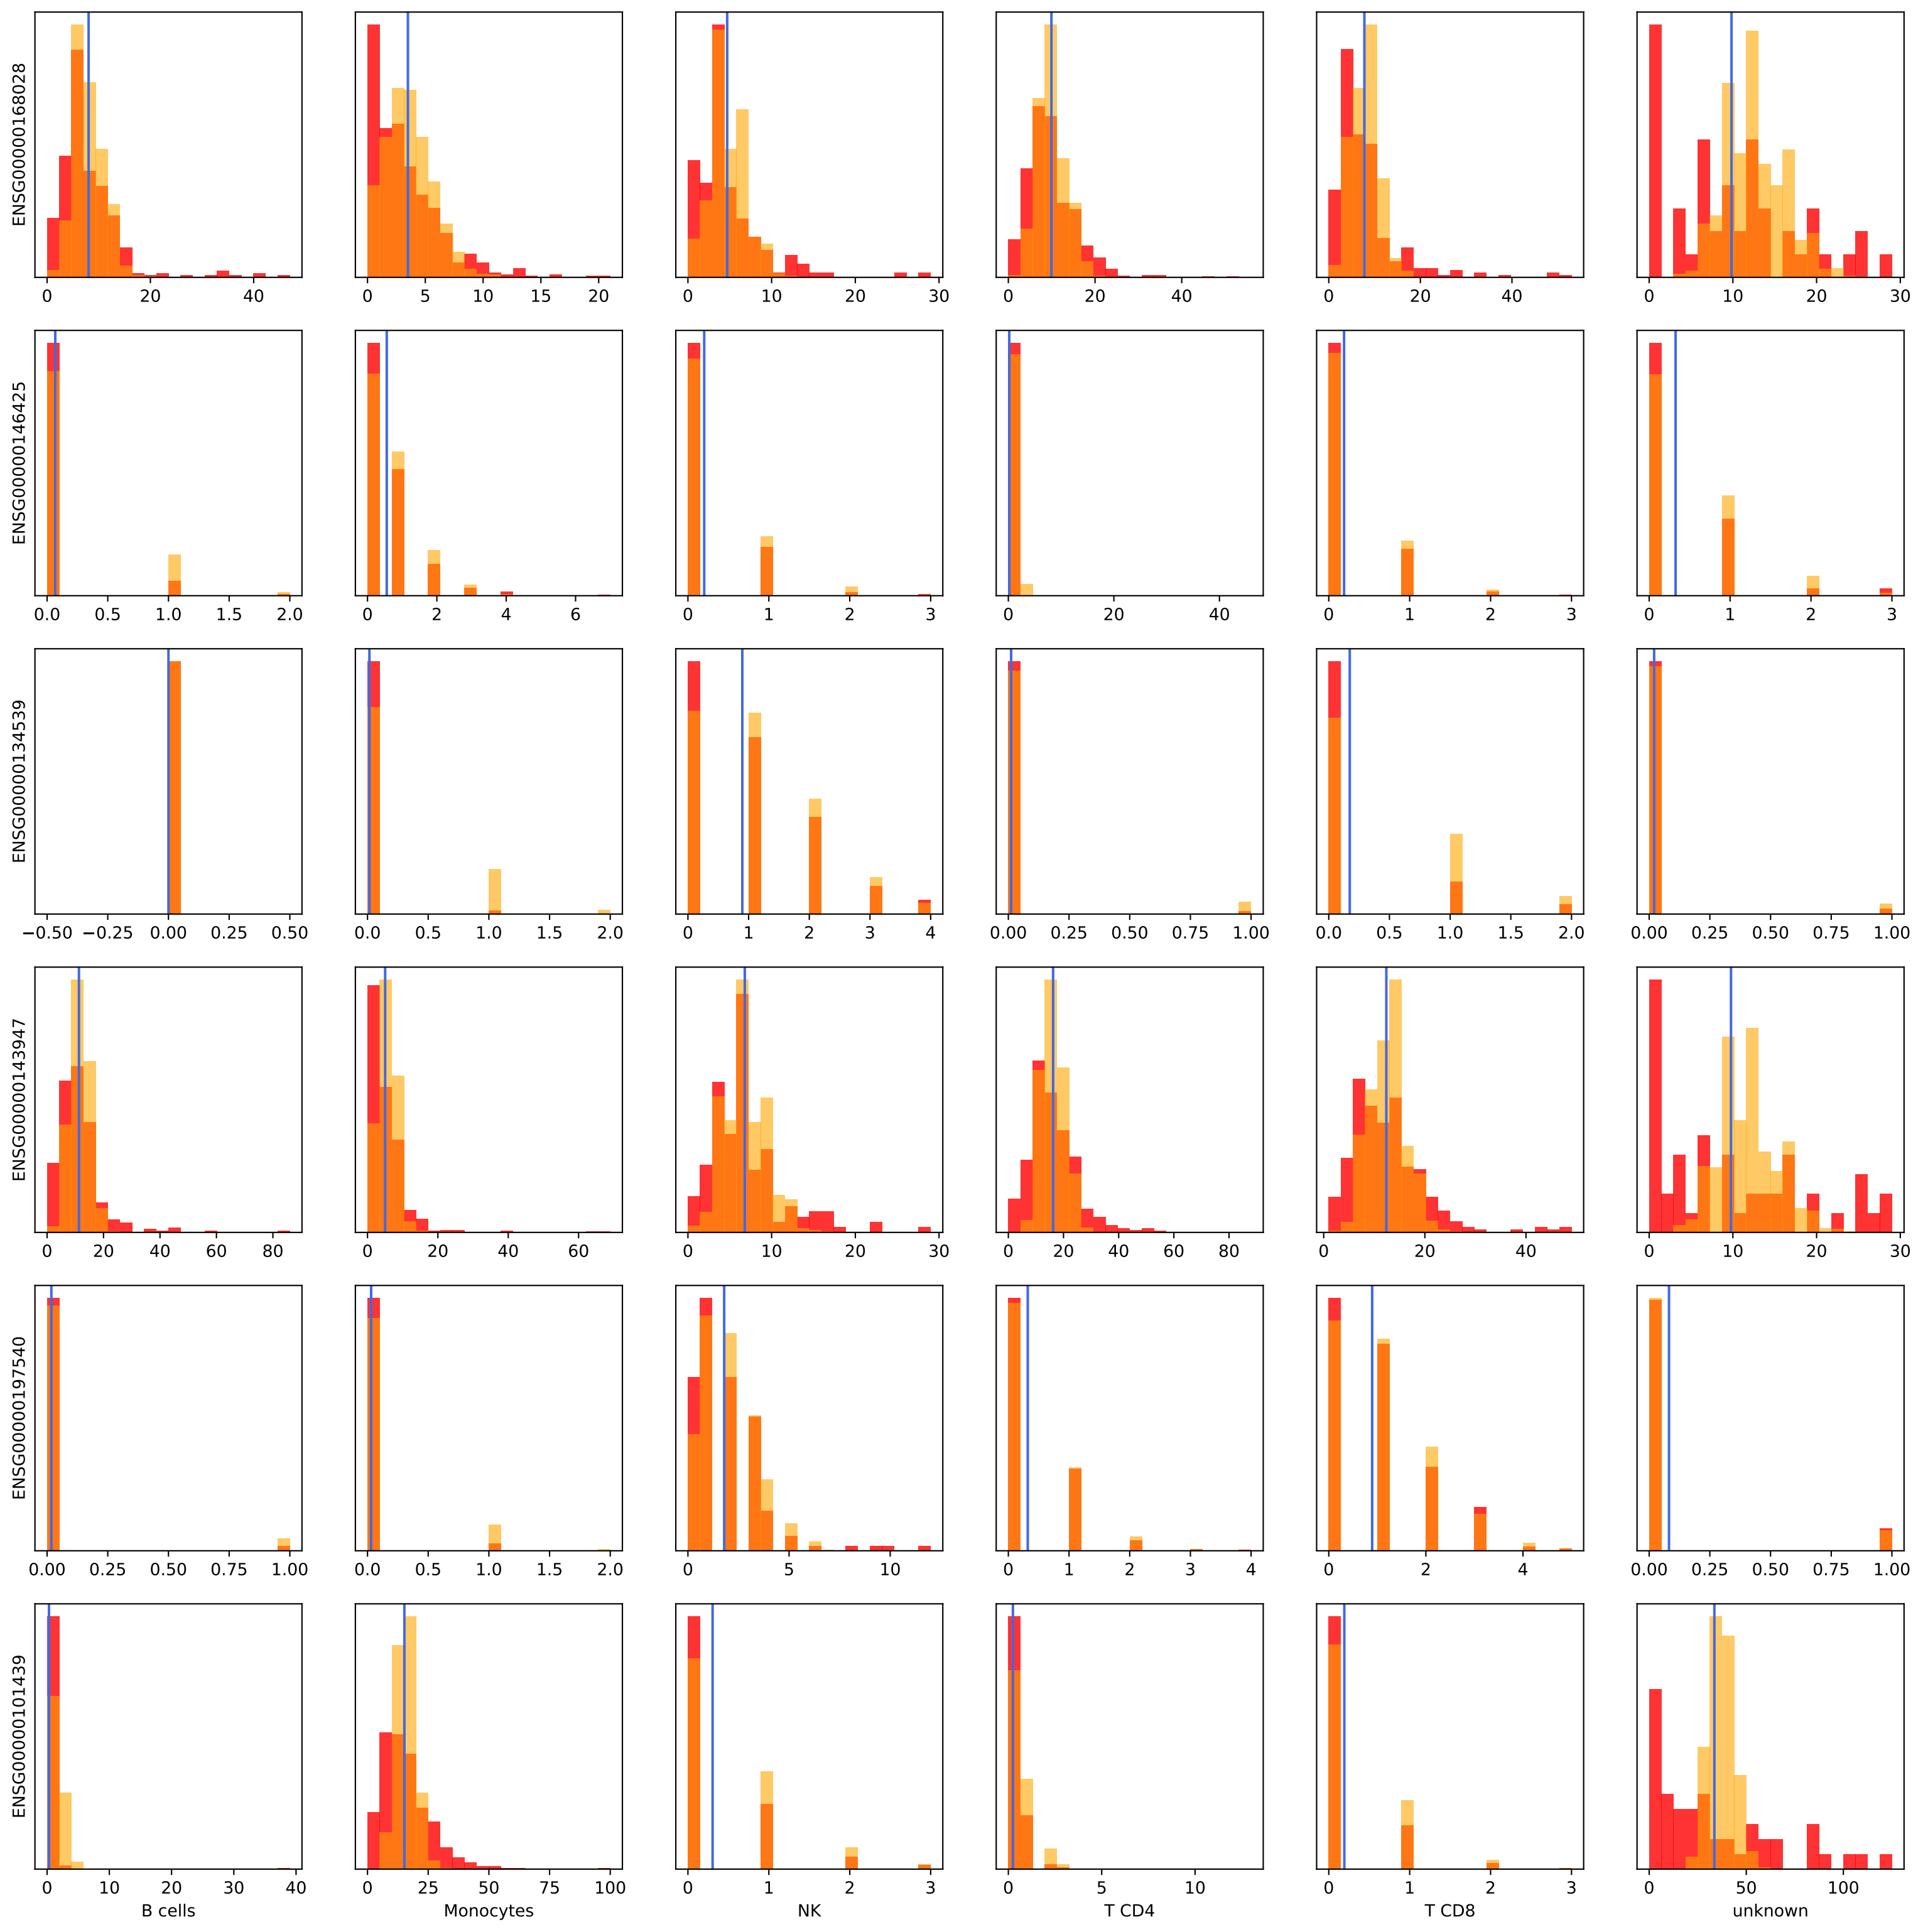 ENSG00000168028
0 20 40
0 5 10 15 20
0 10 20 30
0 20 40
0 20 40
0 10 20 30
ENSG00000146425
0.0 0.5 1.0 1.5 2.0
0 2 4 6
0 1 2 3
0 20 40
0 1 2 3
0 1 2 3
ENSG00000134539
−0.50 −0.25 0.00 0.25 0.50
0.0 0.5 1.0 1.5 2.0
0 1 2 3 4
0.00 0.25 0.50 0.75 1.00
0.0 0.5 1.0 1.5 2.0
0.00 0.25 0.50 0.75 1.00
ENSG00000143947
0 20 40 60 80
0 20 40 60
0 10 20 30
0 20 40 60 80
0 20 40
0 10 20 30
ENSG00000197540
0.00 0.25 0.50 0.75 1.00
0.0 0.5 1.0 1.5 2.0
0 5 10
0 1 2 3 4
0 2 4
0.00 0.25 0.50 0.75 1.00
ENSG00000101439
0 10 20 30 40
0 25 50 75 100
0 1 2 3
0 5 10
0 1 2 3
0 50 100
B cells
Monocytes
NK
T CD4
T CD8
unknown